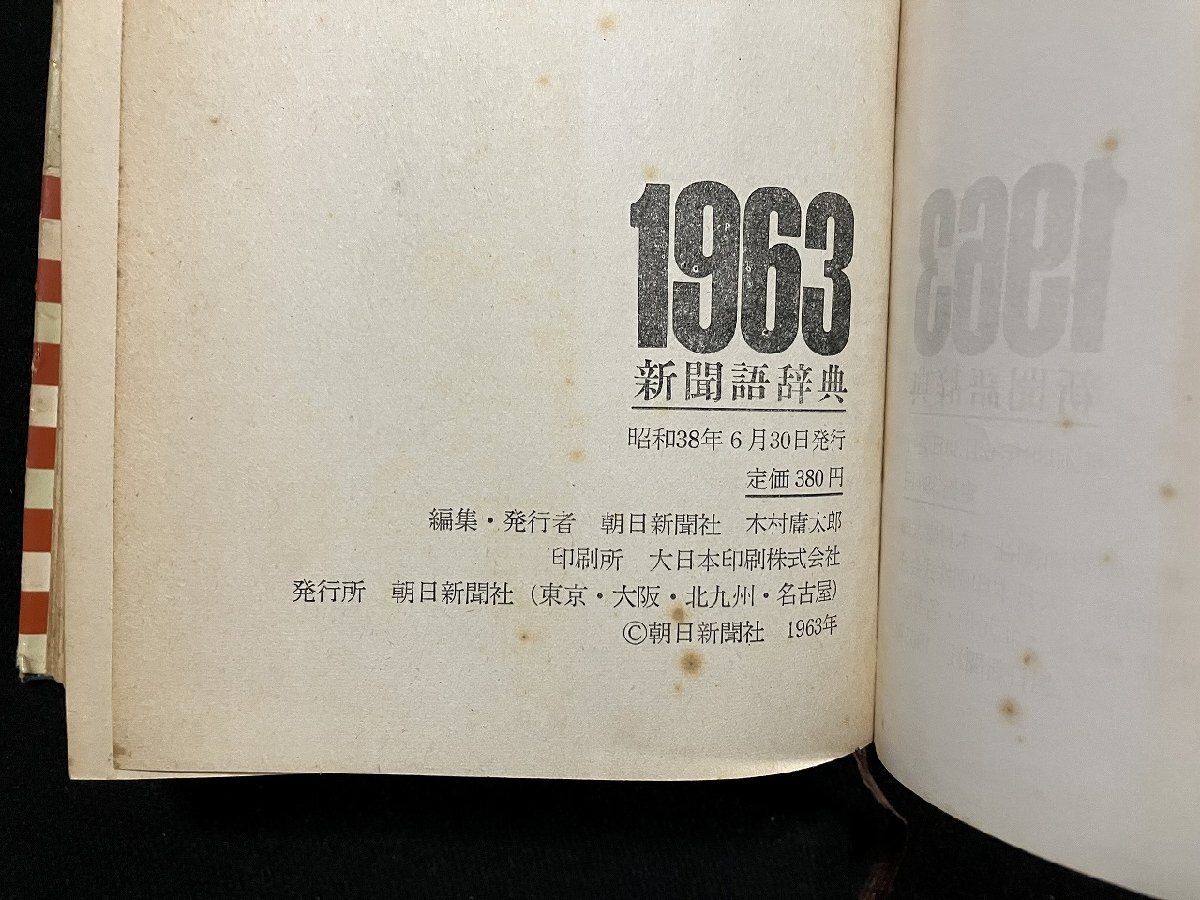 1963
新聞語辞典
昭和38年6月30日発行
定価380円
編集・発行者 朝日新聞社 木村庸太郎
印刷所 大日本印刷株式会社
発行所 朝日新聞社(東京・大阪・北九州・名古屋)
©朝日新聞社 1963年